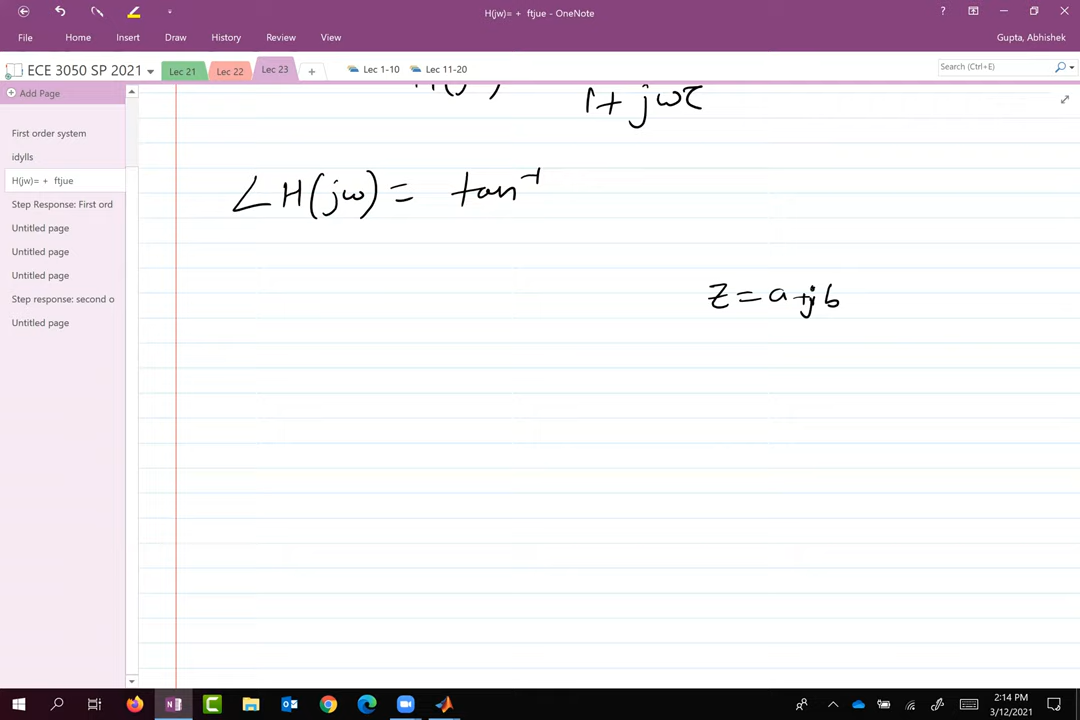 H(jw)= + ftjue - OneNote
File Home Insert Draw History Review View Gupta, Abhishek
ECE 3050 SP 2021 Lec 21 Lec 22 Lec 23 + Lec 1-10 Lec 11-20 Search (Ctrl+E)
Add Page
First order system
idylls
H(jw)= + ftjue
Step Response: First ord
Untitled page
Untitled page
Untitled page
Step response: second o
Untitled page
1+jωτ
∠H(jω) = tan⁻¹
z = a+jb
2:14 PM
3/12/2021